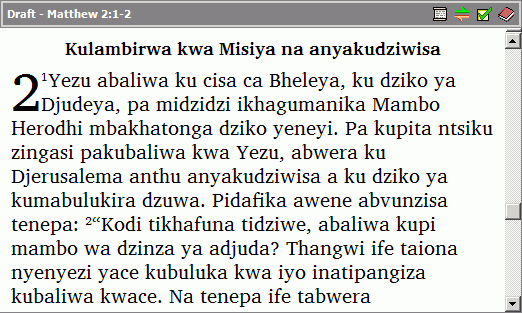 Draft - Matthew 2:1-2
Kulambirwa kwa Misiya na anyakudziwisa
2 ¹Yezu abaliwa ku cisa ca Bheleya, ku dziko ya
Djudeya, pa midzidzi ikhagumanika Mambo
Herodhi mbakhatonga dziko yeneyi. Pa kupita ntsiku
zingasi pakubaliwa kwa Yezu, abwera ku
Djerusalema anthu anyakudziwisa a ku dziko ya
kumabulukira dzuwa. Pidafika awene abvunzisa
tenepa: ²“Kodi tikhafuna tidziwe, abaliwa kupi
mambo wa dzinza ya adjuda? Thangwi ife taiona
nyenyezi yace kubuluka kwa iyo inatipangiza
kubaliwa kwace. Na tenepa ife tabwera